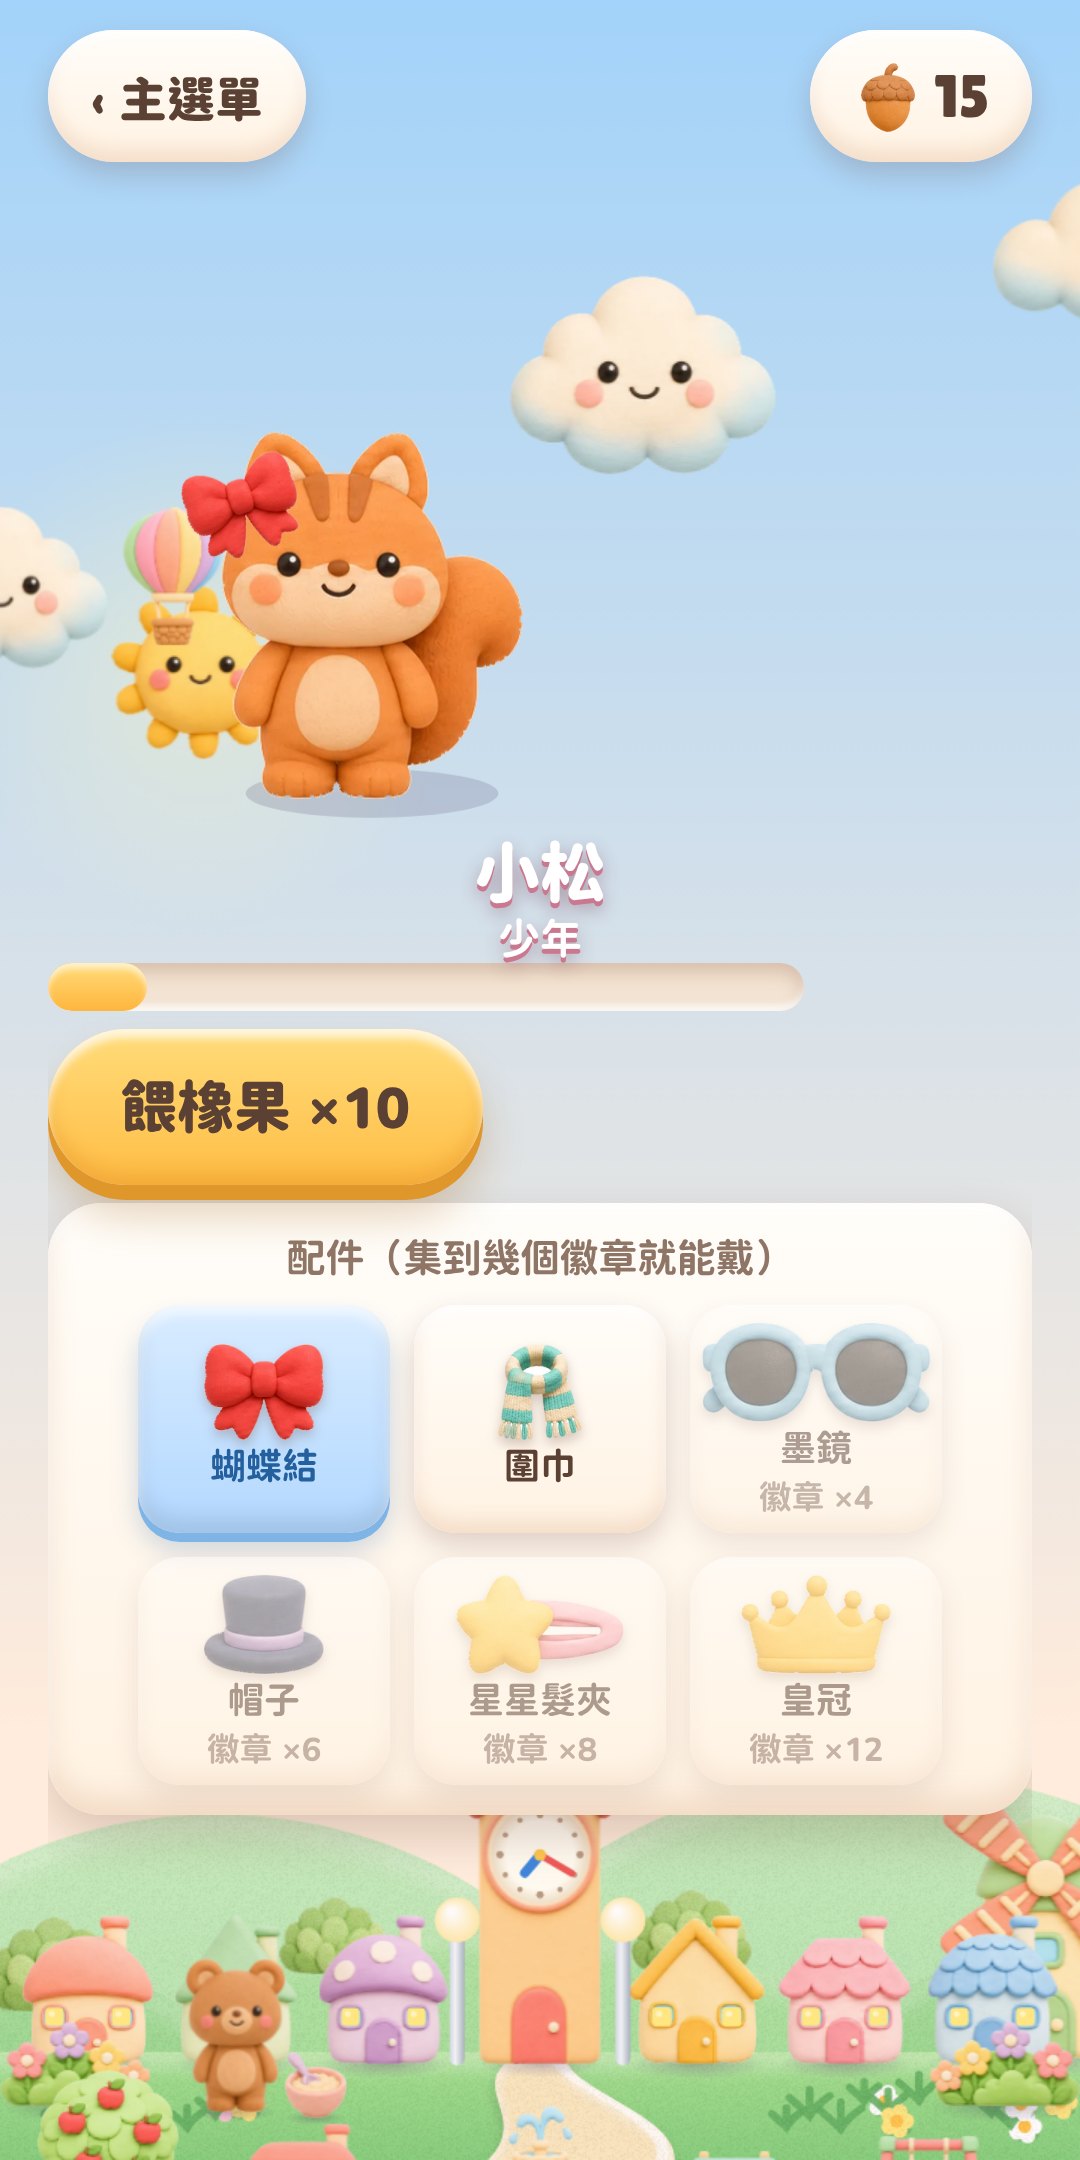 ‹ 主選單
15
小松
少年
餵橡果 ×10
配件（集到幾個徽章就能戴）
蝴蝶結
圍巾
墨鏡
徽章 ×4
帽子
徽章 ×6
星星髮夾
徽章 ×8
皇冠
徽章 ×12